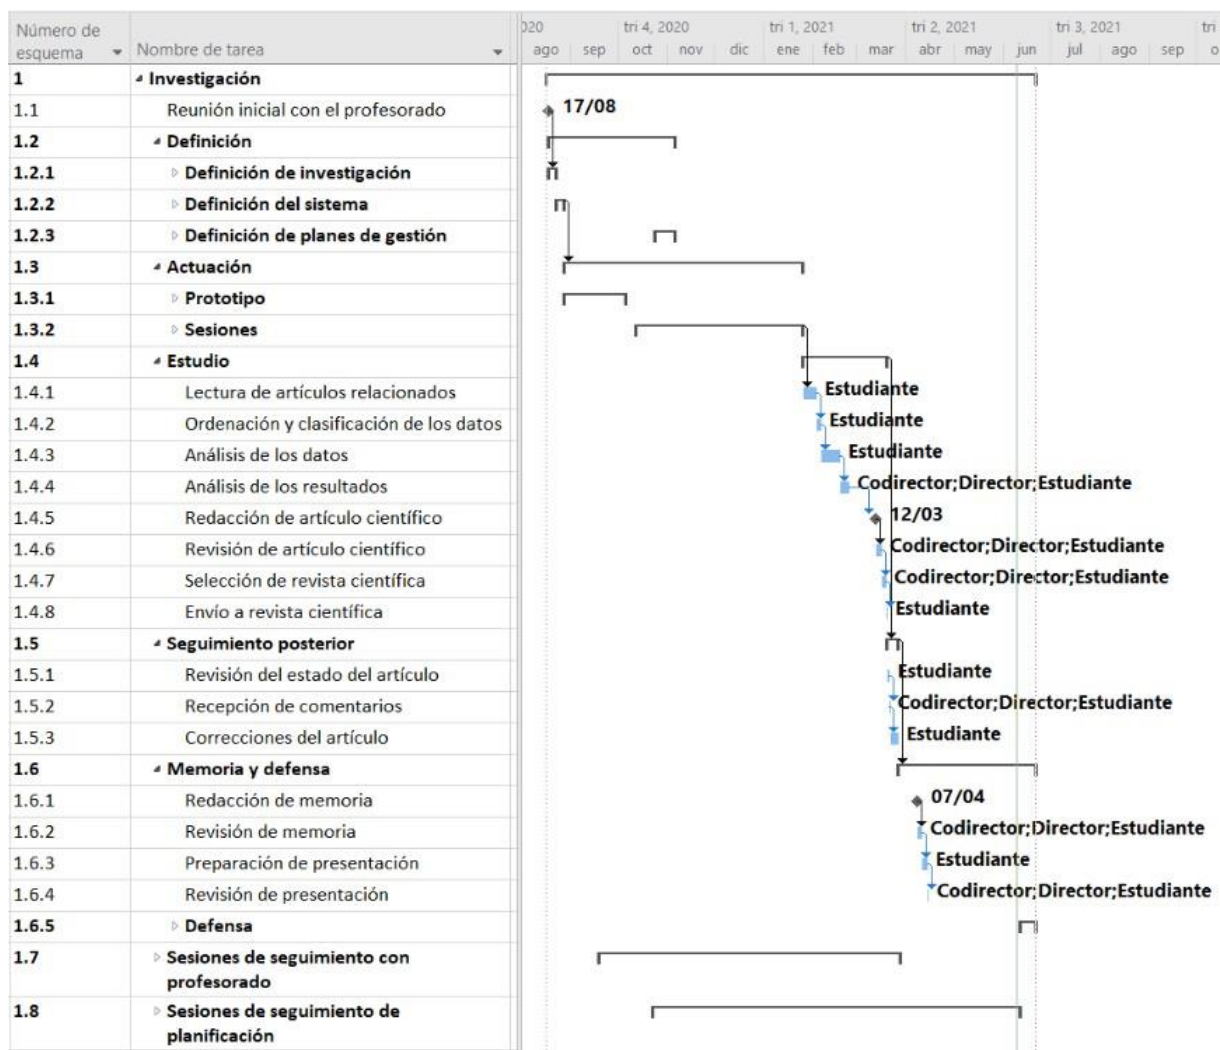 020 tri 4, 2020 tri 1, 2021 tri 2, 2021 tri 3, 2021 tri
Número de
esquema Nombre de tarea ago sep oct nov dic ene feb mar abr may jun jul ago sep o
1 Investigación
1.1 Reunión inicial con el profesorado 17/08
1.2 Definición
1.2.1 Definición de investigación
1.2.2 Definición del sistema
1.2.3 Definición de planes de gestión
1.3 Actuación
1.3.1 Prototipo
1.3.2 Sesiones
1.4 Estudio
1.4.1 Lectura de artículos relacionados Estudiante
1.4.2 Ordenación y clasificación de los datos Estudiante
1.4.3 Análisis de los datos Estudiante
1.4.4 Análisis de los resultados Codirector;Director;Estudiante
1.4.5 Redacción de artículo científico 12/03
1.4.6 Revisión de artículo científico Codirector;Director;Estudiante
1.4.7 Selección de revista científica Codirector;Director;Estudiante
1.4.8 Envío a revista científica Estudiante
1.5 Seguimiento posterior
1.5.1 Revisión del estado del artículo Estudiante
1.5.2 Recepción de comentarios Codirector;Director;Estudiante
1.5.3 Correcciones del artículo Estudiante
1.6 Memoria y defensa
1.6.1 Redacción de memoria 07/04
1.6.2 Revisión de memoria Codirector;Director;Estudiante
1.6.3 Preparación de presentación Estudiante
1.6.4 Revisión de presentación Codirector;Director;Estudiante
1.6.5 Defensa
1.7 Sesiones de seguimiento con
profesorado
1.8 Sesiones de seguimiento de
planificación